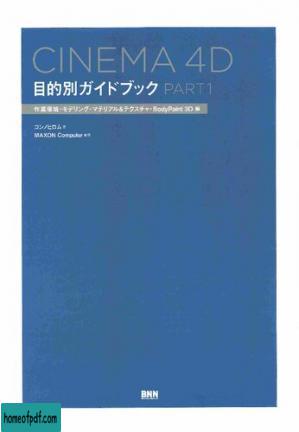 CINEMA 4D
目的別ガイドブック PART1
作業環境・モデリング・マテリアル&テクスチャ・BodyPaint 3D 編
コンノヒロム 著
MAXON Computer
BNN
homeofpdf.com